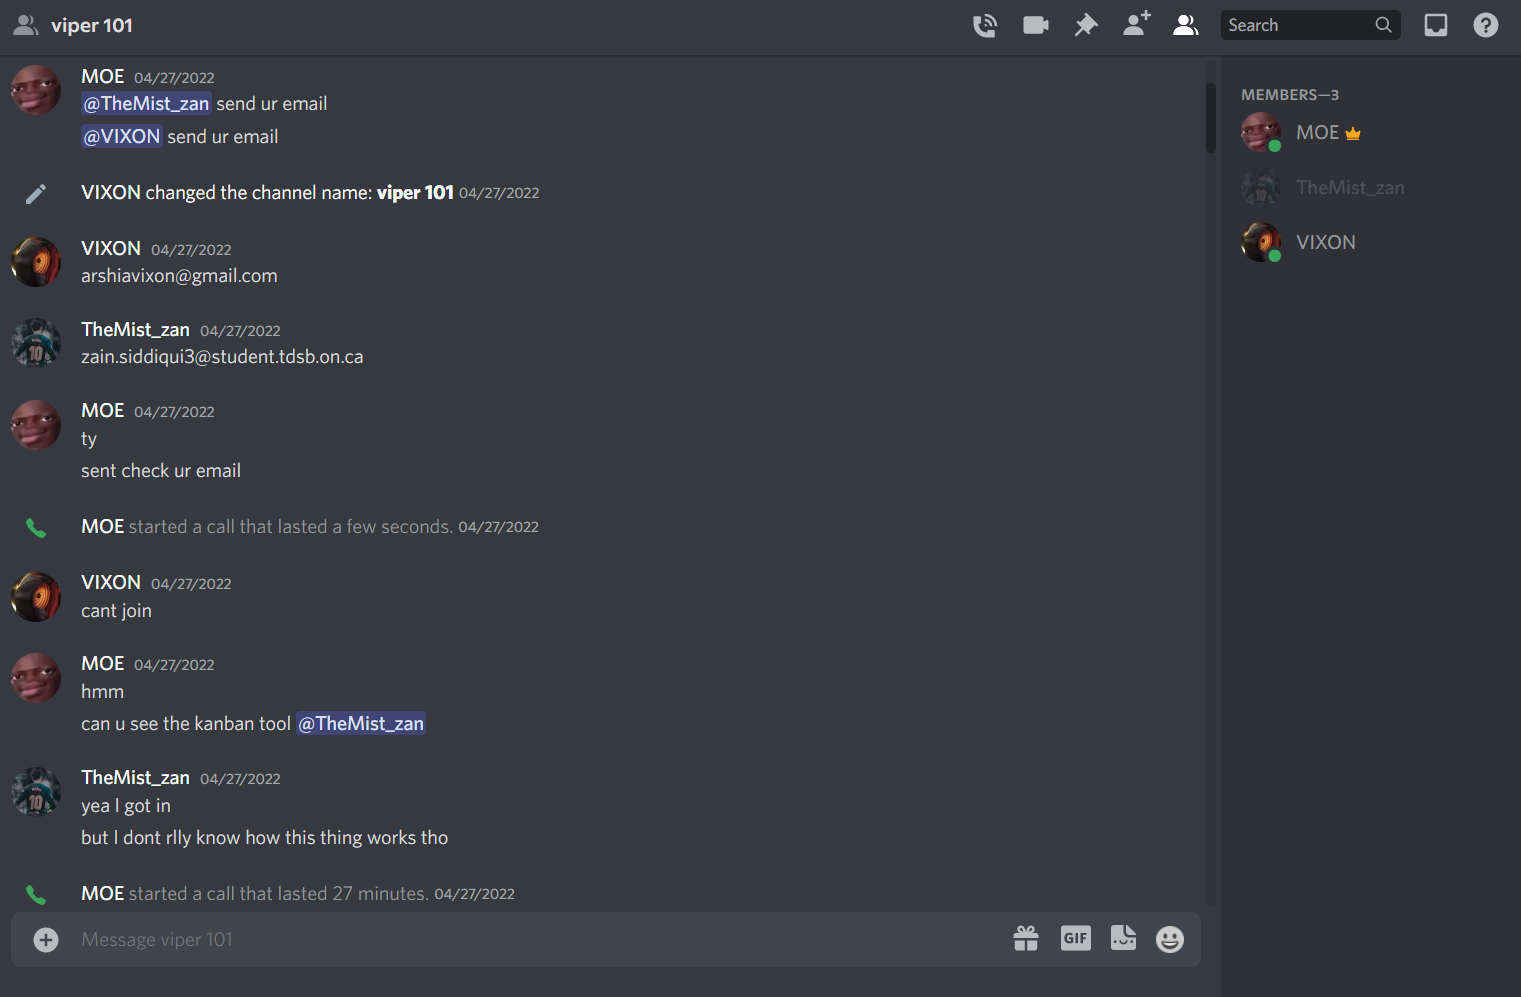 viper 101
Search
MOE 04/27/2022
@TheMist_zan send ur email
@VIXON send ur email
VIXON changed the channel name: viper 101 04/27/2022
VIXON 04/27/2022
arshiavixon@gmail.com
TheMist_zan 04/27/2022
zain.siddiqui3@student.tdsb.on.ca
MOE 04/27/2022
ty
sent check ur email
MOE started a call that lasted a few seconds. 04/27/2022
VIXON 04/27/2022
cant join
MOE 04/27/2022
hmm
can u see the kanban tool @TheMist_zan
TheMist_zan 04/27/2022
yea I got in
but I dont rlly know how this thing works tho
MOE started a call that lasted 27 minutes. 04/27/2022
Message viper 101
GIF
MEMBERS—3
MOE
TheMist_zan
VIXON